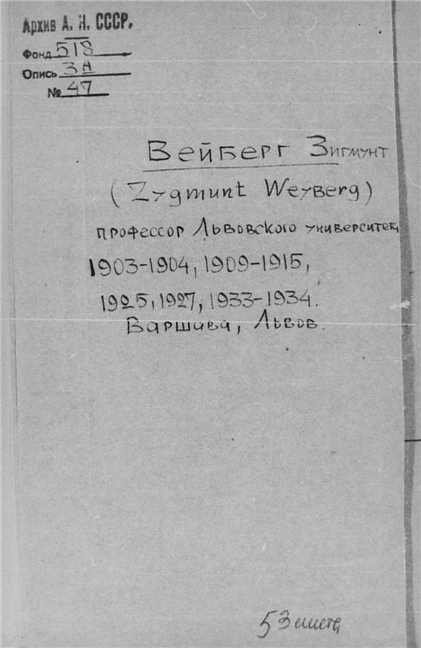 Архив А. Н. СССР.
Фонд 518
Опись 3А
№ 47
Вейберг Зигмунт
(Zygmunt Weyberg)
профессор Львовского университета,
1903-1904, 1909-1915,
1925, 1927, 1933-1934.
Варшава, Львов.
53 листа